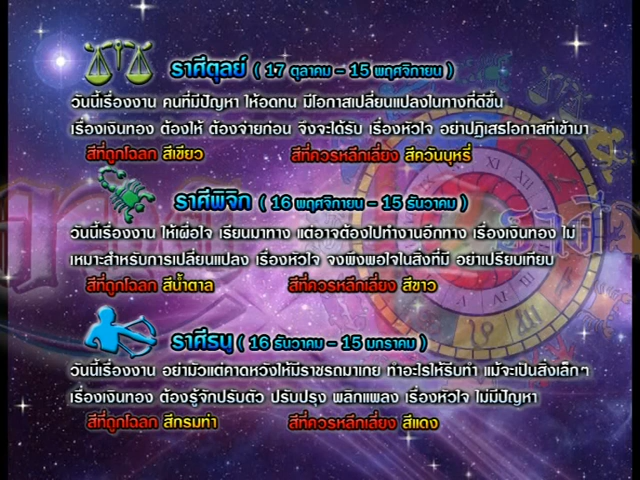 ราศีตุลย์ ( 17 ตุลาคม - 15 พฤศจิกายน )
วันนี้เรื่องงาน คนที่มีปัญหา ให้อดทน มีโอกาสเปลี่ยนแปลงในทางที่ดีขึ้น
เรื่องเงินทอง ต้องให้ ต้องจ่ายก่อน จึงจะได้รับ เรื่องหัวใจ อย่าปฏิเสธโอกาสที่เข้ามา
สีที่ถูกโฉลก สีเขียว สีที่ควรหลีกเลี่ยง สีควันบุหรี่
ราศีพิจิก ( 16 พฤศจิกายน - 15 ธันวาคม )
วันนี้เรื่องงาน ให้เผื่อใจ เรียนมาทาง แต่อาจต้องไปทำงานอีกทาง เรื่องเงินทอง ไม่
เหมาะสำหรับการเปลี่ยนแปลง เรื่องหัวใจ จงพึงพอใจในสิ่งที่มี อย่าเปรียบเทียบ
สีที่ถูกโฉลก สีน้ำตาล สีที่ควรหลีกเลี่ยง สีขาว
ราศีธนู ( 16 ธันวาคม - 15 มกราคม )
วันนี้เรื่องงาน อย่ามัวแต่คาดหวังให้มีราชรถมาเกย ทำอะไรให้รีบทำ แม้จะเป็นสิ่งเล็กๆ
เรื่องเงินทอง ต้องรู้จักปรับตัว ปรับปรุง พลิกแพลง เรื่องหัวใจ ไม่มีปัญหา
สีที่ถูกโฉลก สีกรมท่า สีที่ควรหลีกเลี่ยง สีแดง